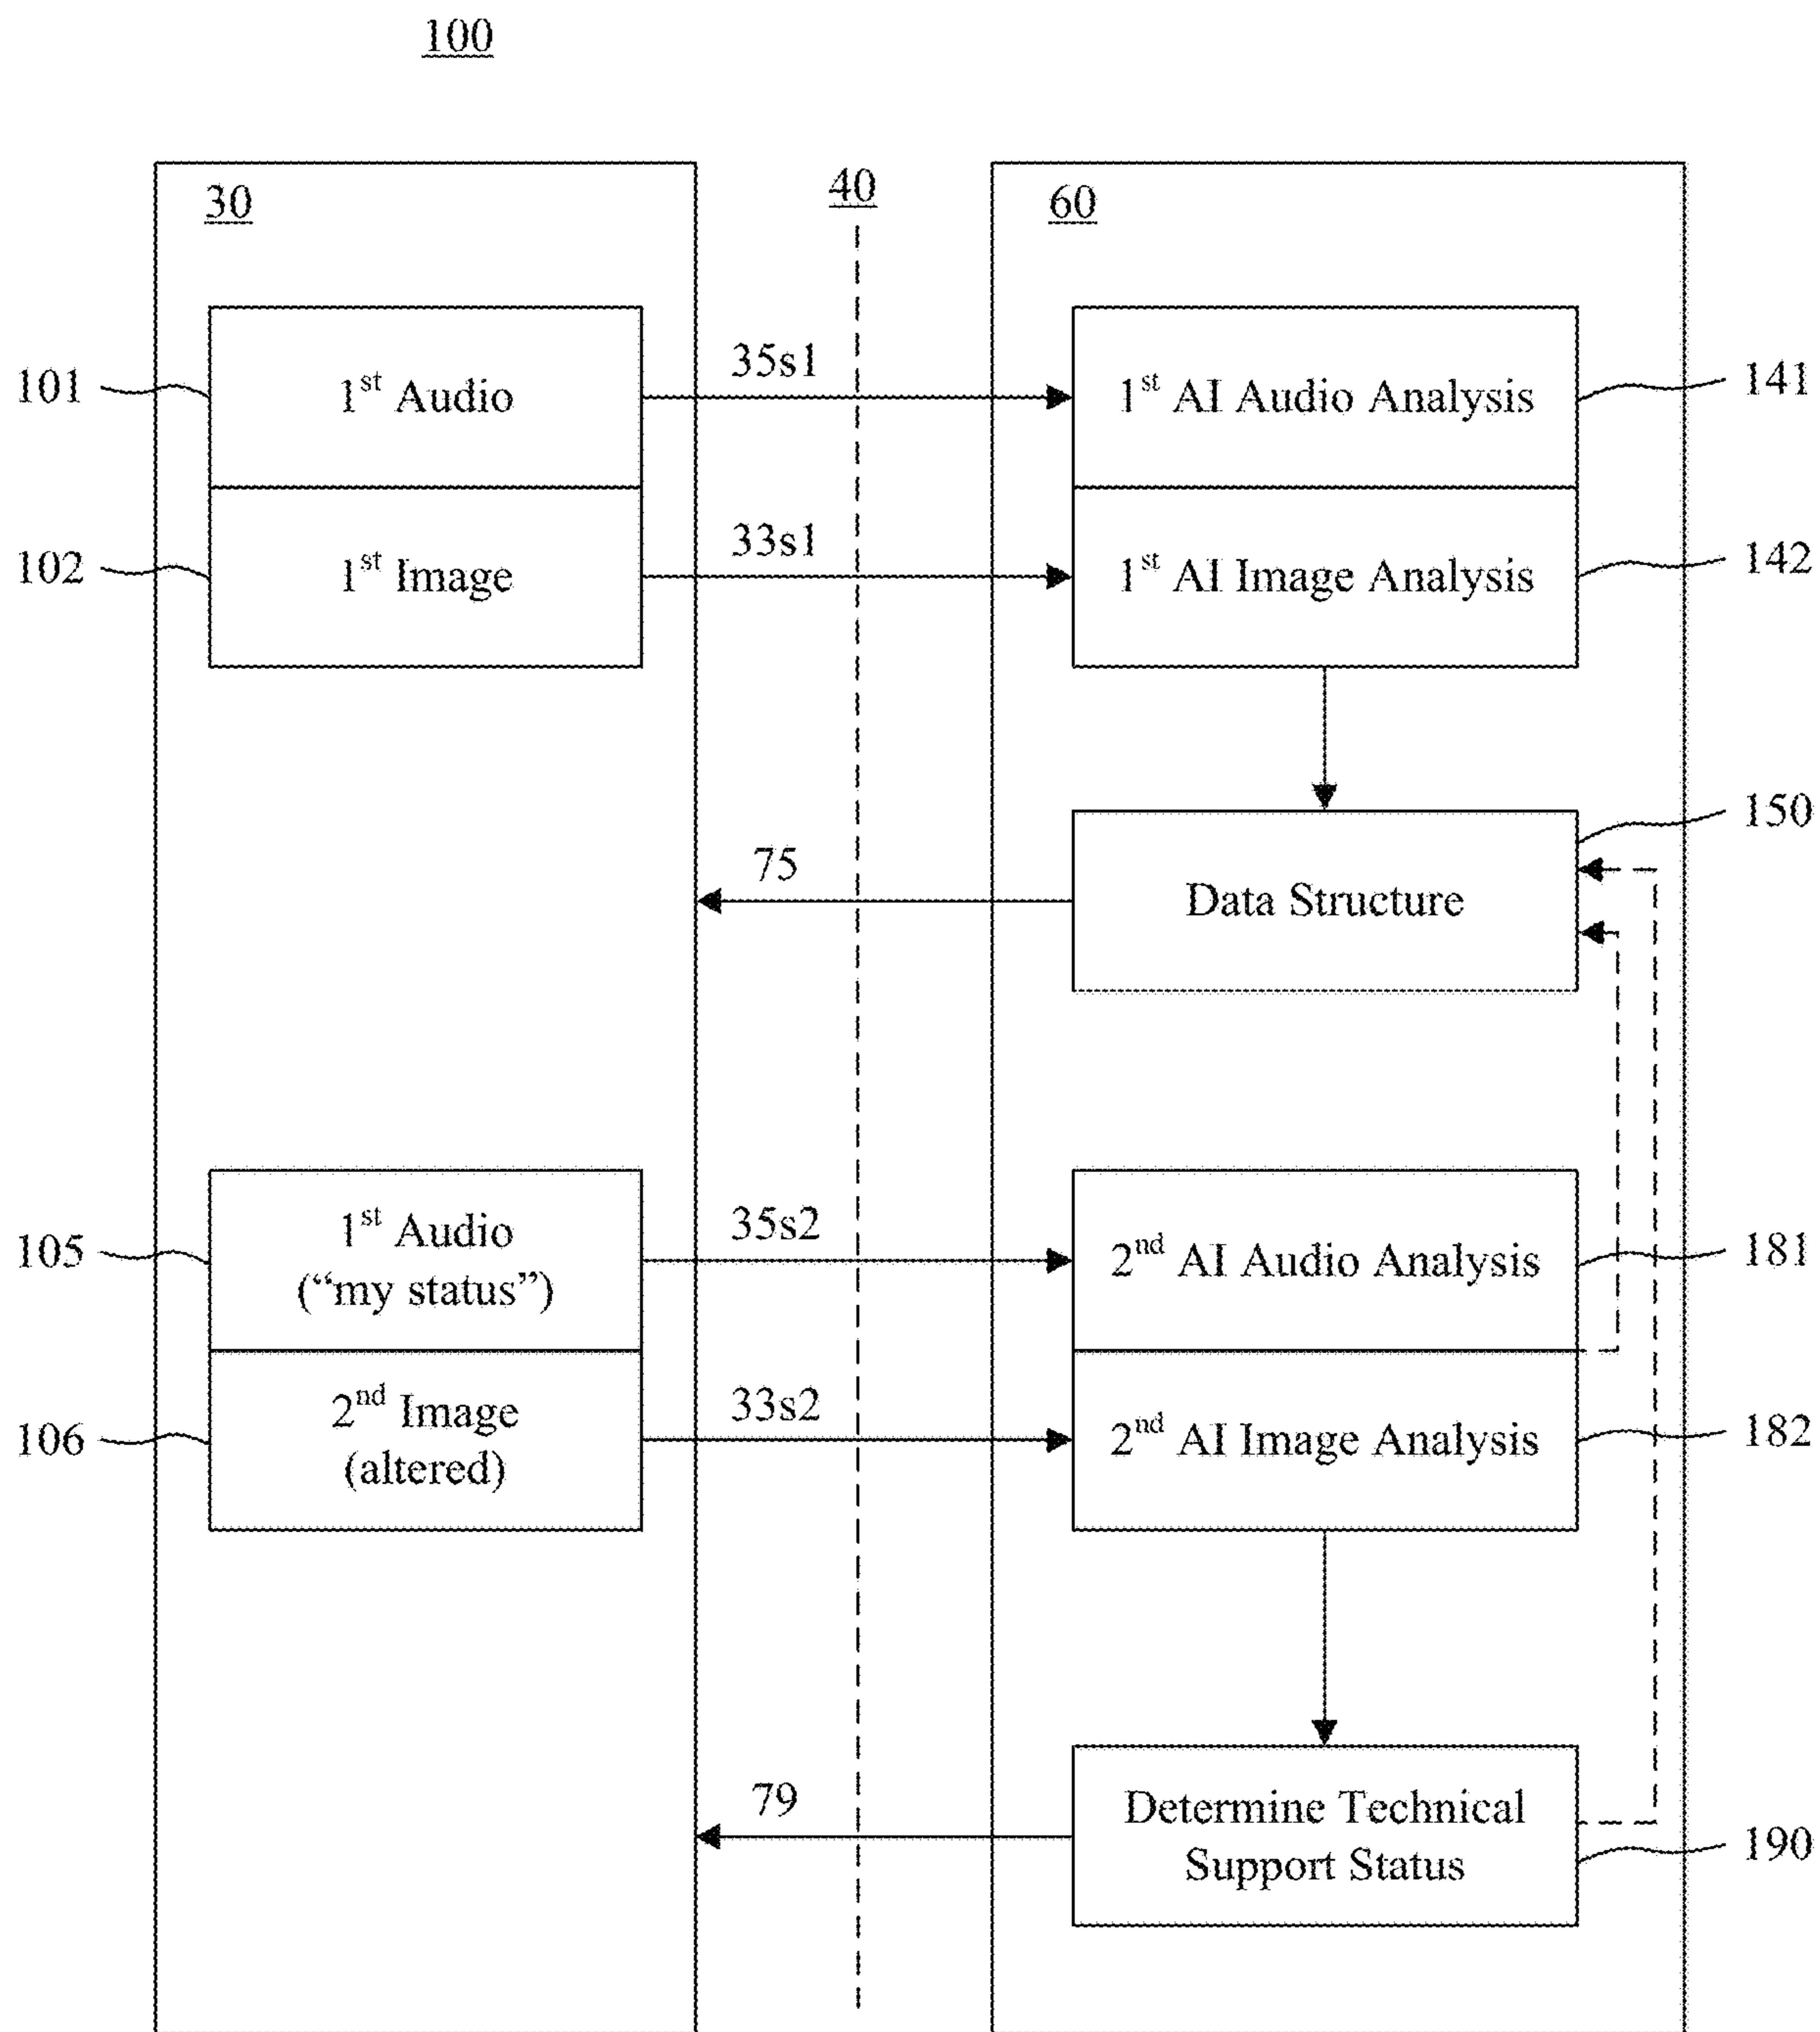 100
30
40
60
101
1st Audio
35s1
1st AI Audio Analysis
141
102
1st Image
33s1
1st AI Image Analysis
142
150
75
Data Structure
105
1st Audio
(“my status”)
35s2
2nd AI Audio Analysis
181
106
2nd Image
(altered)
33s2
2nd AI Image Analysis
182
79
Determine Technical
Support Status
190